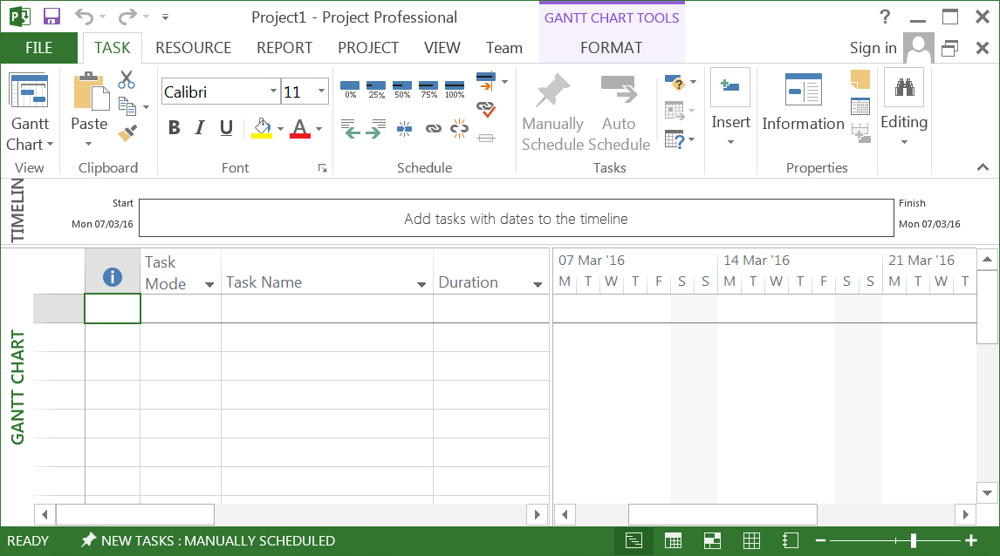 Project1 - Project Professional
GANTT CHART TOOLS
?
FILE TASK RESOURCE REPORT PROJECT VIEW Team FORMAT Sign in
Gantt Chart
Paste
Calibri 11
B I U A
0% 25% 50% 75% 100%
Manually Schedule
Auto Schedule
Insert
Information
Editing
View Clipboard Font Schedule Tasks Properties
TIMELIN
Start
Mon 07/03/16
Add tasks with dates to the timeline
Finish
Mon 07/03/16
GANTT CHART
Task Mode
Task Name
Duration
07 Mar '16 14 Mar '16 21 Mar '16
M T W T F S S M T W T F S S M T W T
READY NEW TASKS : MANUALLY SCHEDULED